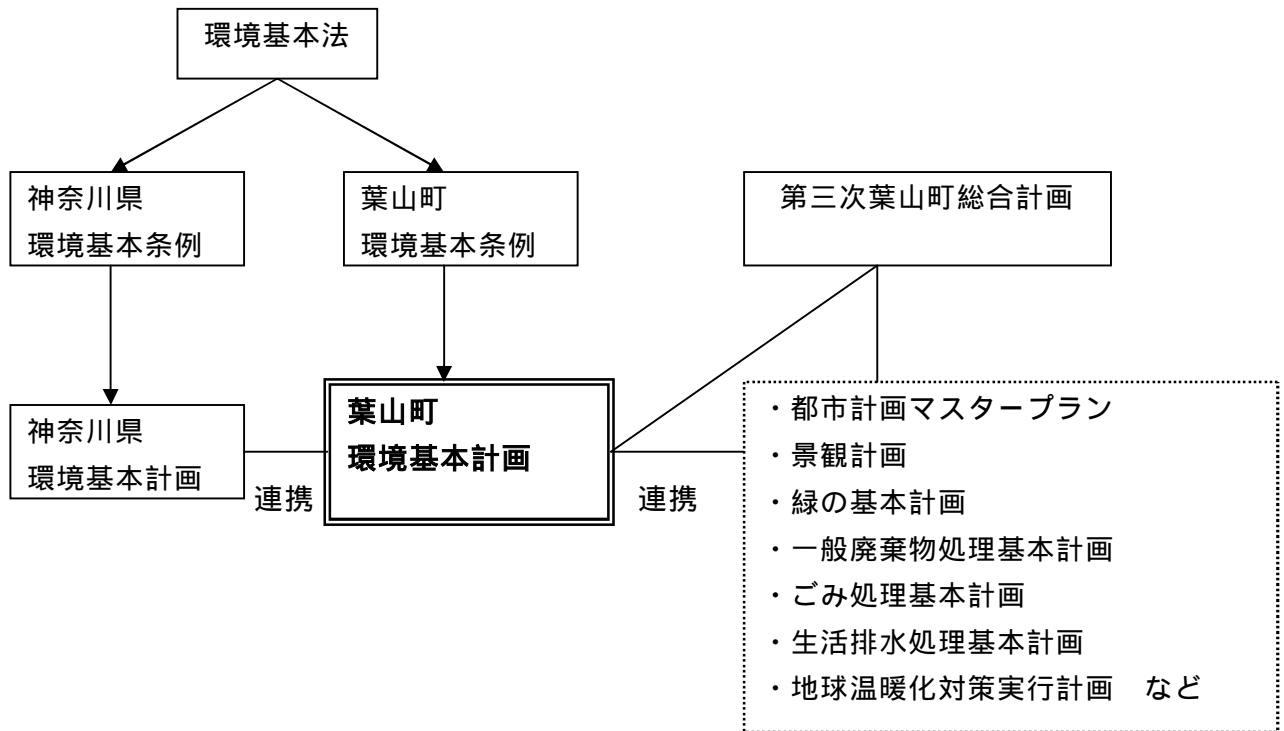 環境基本法
神奈川県
環境基本条例
葉山町
環境基本条例
第三次葉山町総合計画
神奈川県
環境基本計画
連携
葉山町
環境基本計画
連携
・都市計画マスタープラン
・景観計画
・緑の基本計画
・一般廃棄物処理基本計画
・ごみ処理基本計画
・生活排水処理基本計画
・地球温暖化対策実行計画　など